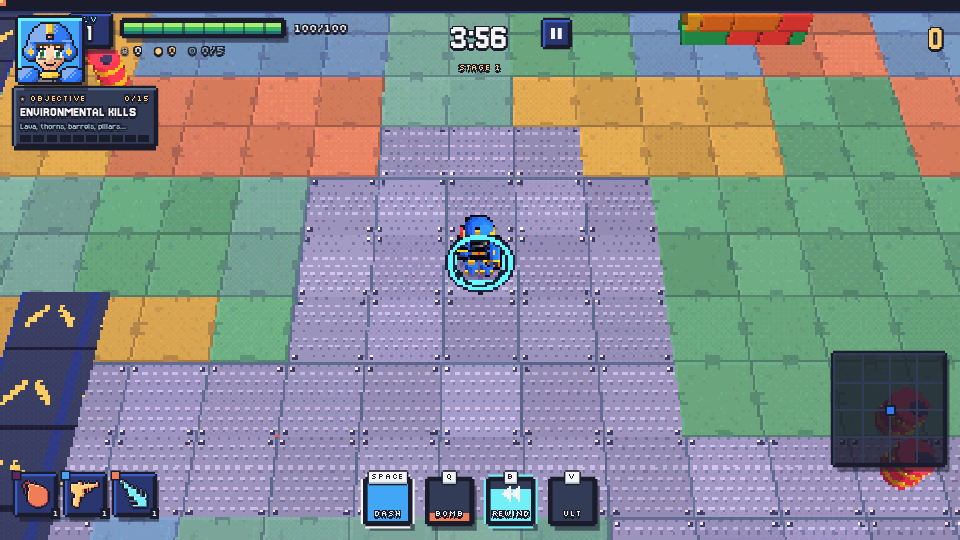 LV
1
100/100
0 0 0/5
3:56
STAGE 1
0
★ OBJECTIVE 0/15
ENVIRONMENTAL KILLS
Lava, thorns, barrels, pillars...
1 1 1
SPACE Q B V
DASH BOMB REWIND VLT